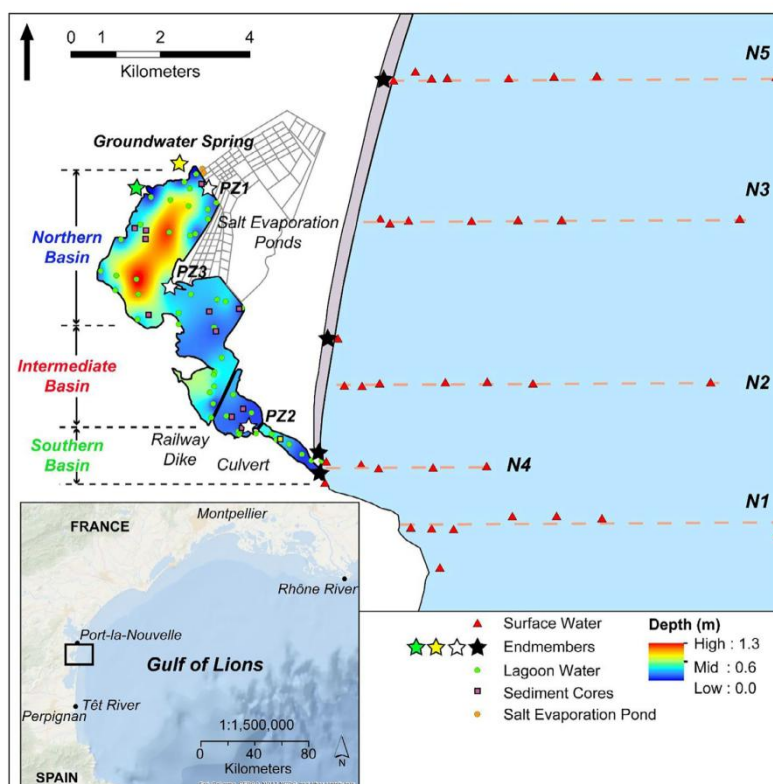 0 2 4
Kilometers
N5
Groundwater Spring
PZ1
Salt Evaporation
Ponds
N3
Northern
Basin
PZ3
Intermediate
Basin
N2
PZ2
Railway
Dike
Culvert
Southern
Basin
N4
N1
FRANCE
Montpellier
Rhône River
Port-la-Nouvelle
Gulf of Lions
Têt River
Perpignan
1:1,500,000
0 40 80
Kilometers
N
SPAIN
Surface Water
Endmembers
Lagoon Water
Sediment Cores
Salt Evaporation Pond
Depth (m)
High : 1.3
Mid : 0.6
Low : 0.0